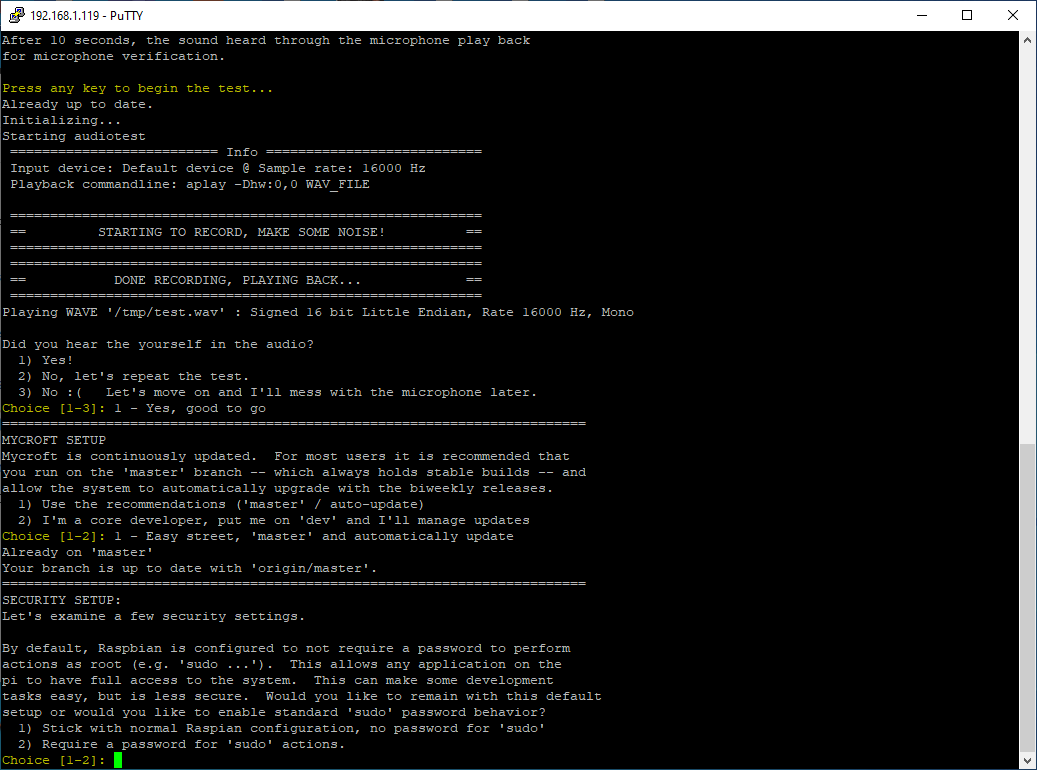 192.168.1.119 - PuTTY
After 10 seconds, the sound heard through the microphone play back
for microphone verification.
Press any key to begin the test...
Already up to date.
Initializing...
Starting audiotest
=========================== Info ===========================
Input device: Default device @ Sample rate: 16000 Hz
Playback commandline: aplay -Dhw:0,0 WAV_FILE
===========================================================
==         STARTING TO RECORD, MAKE SOME NOISE!          ==
===========================================================
===========================================================
==           DONE RECORDING, PLAYING BACK...             ==
===========================================================
Playing WAVE '/tmp/test.wav' : Signed 16 bit Little Endian, Rate 16000 Hz, Mono
Did you hear the yourself in the audio?
  1) Yes!
  2) No, let's repeat the test.
  3) No :(   Let's move on and I'll mess with the microphone later.
Choice [1-3]: 1 - Yes, good to go
=========================================================================
MYCROFT SETUP
Mycroft is continuously updated.  For most users it is recommended that
you run on the 'master' branch -- which always holds stable builds -- and
allow the system to automatically upgrade with the biweekly releases.
  1) Use the recommendations ('master' / auto-update)
  2) I'm a core developer, put me on 'dev' and I'll manage updates
Choice [1-2]: 1 - Easy street, 'master' and automatically update
Already on 'master'
Your branch is up to date with 'origin/master'.
=========================================================================
SECURITY SETUP:
Let's examine a few security settings.
By default, Raspbian is configured to not require a password to perform
actions as root (e.g. 'sudo ...').  This allows any application on the
pi to have full access to the system.  This can make some development
tasks easy, but is less secure.  Would you like to remain with this default
setup or would you like to enable standard 'sudo' password behavior?
  1) Stick with normal Raspian configuration, no password for 'sudo'
  2) Require a password for 'sudo' actions.
Choice [1-2]: